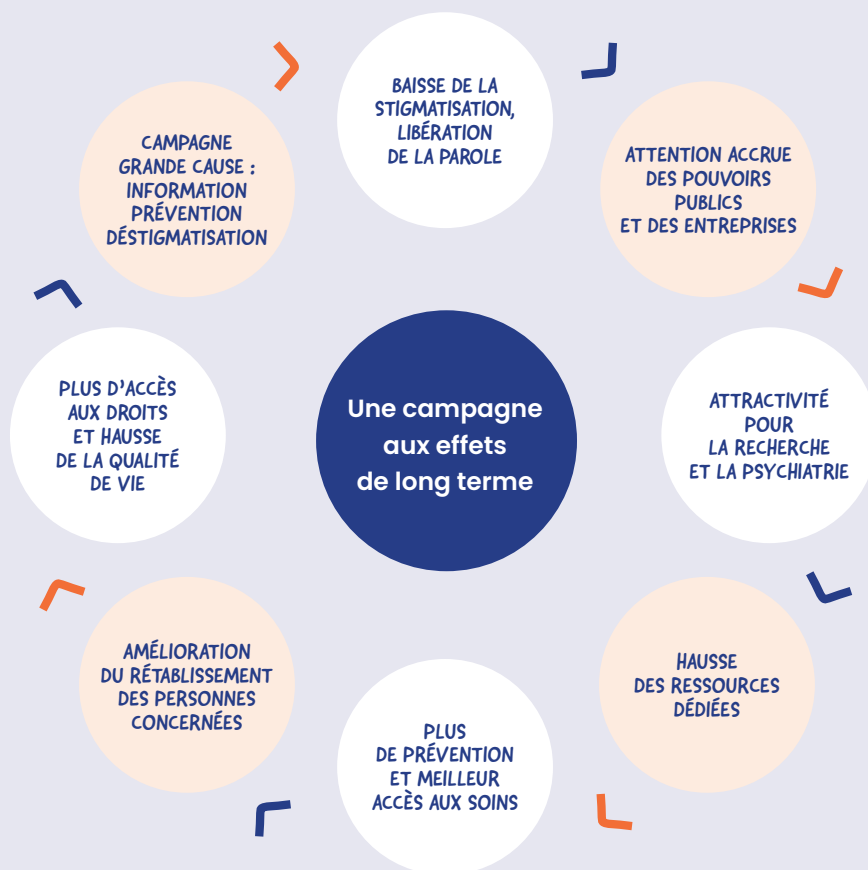 BAISSE DE LA
STIGMATISATION,
LIBÉRATION
DE LA PAROLE
ATTENTION ACCRUE
DES POUVOIRS
PUBLICS
ET DES ENTREPRISES
ATTRACTIVITÉ
POUR
LA RECHERCHE
ET LA PSYCHIATRIE
HAUSSE
DES RESSOURCES
DÉDIÉES
PLUS
DE PRÉVENTION
ET MEILLEUR
ACCÈS AUX SOINS
AMÉLIORATION
DU RÉTABLISSEMENT
DES PERSONNES
CONCERNÉES
PLUS D'ACCÈS
AUX DROITS
ET HAUSSE
DE LA QUALITÉ
DE VIE
CAMPAGNE
GRANDE CAUSE :
INFORMATION
PRÉVENTION
DÉSTIGMATISATION
Une campagne
aux effets
de long terme